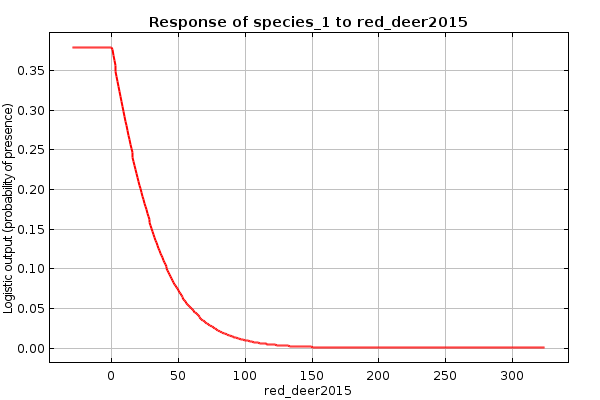 Response of species_1 to red_deer2015
Logistic output (probability of presence)
0.35
0.30
0.25
0.20
0.15
0.10
0.05
0.00
0 50 100 150 200 250 300
red_deer2015